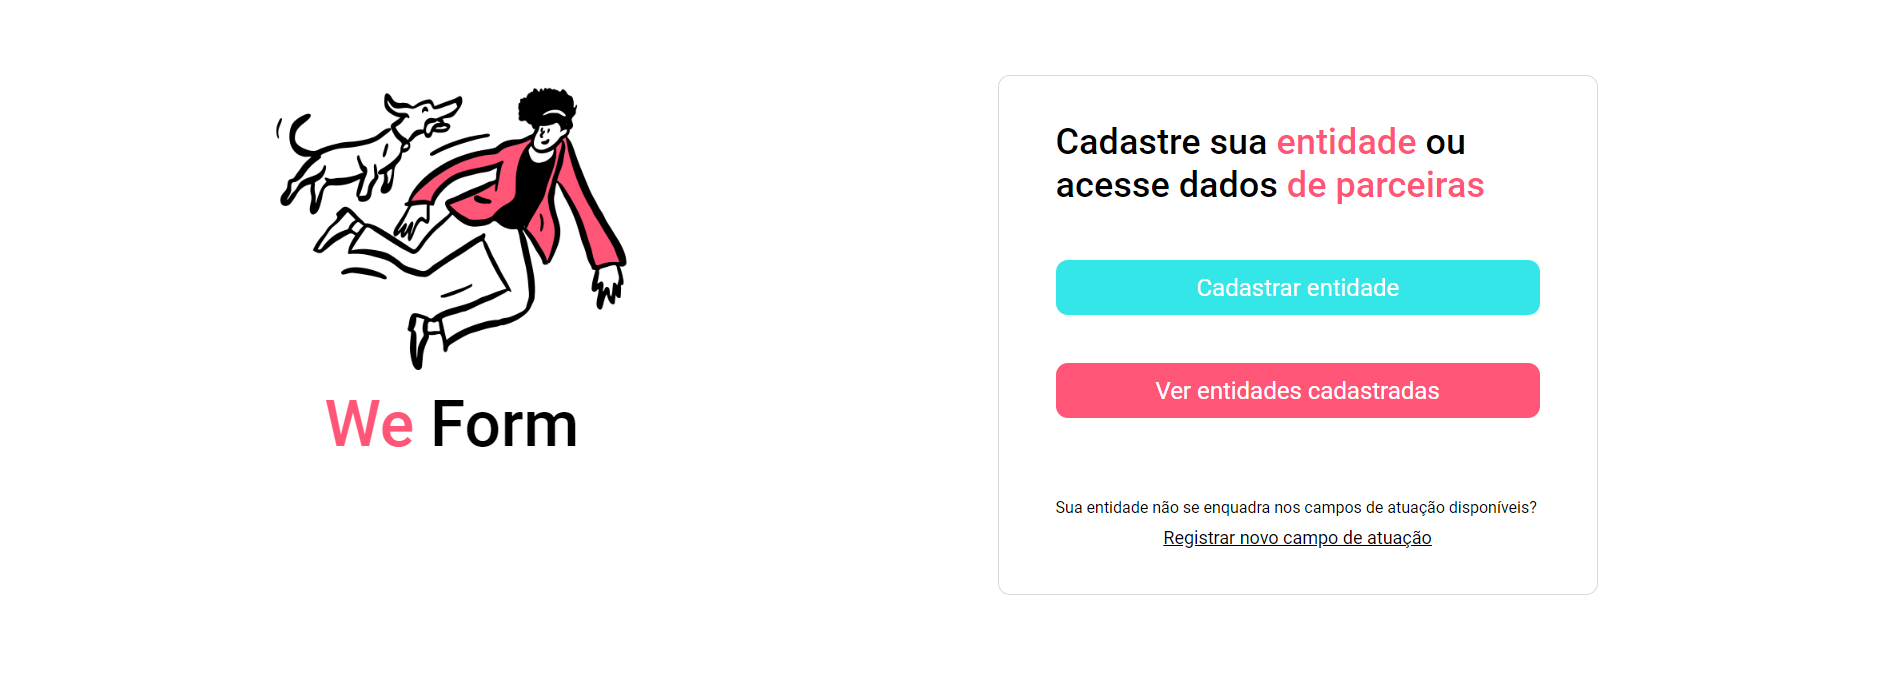 We Form
Cadastre sua entidade ou
acesse dados de parceiras
Cadastrar entidade
Ver entidades cadastradas
Sua entidade não se enquadra nos campos de atuação disponíveis?
Registrar novo campo de atuação